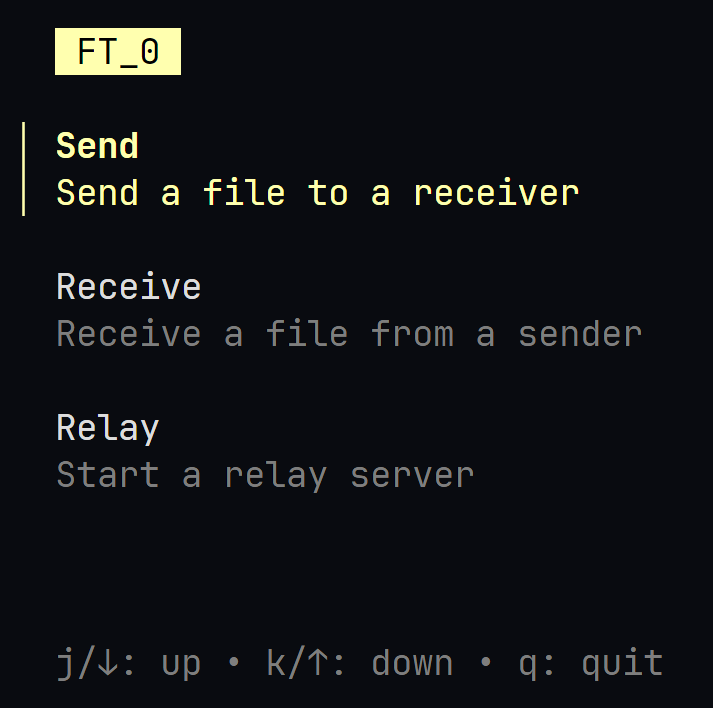 FT_0
Send
Send a file to a receiver
Receive
Receive a file from a sender
Relay
Start a relay server
j/↓: up • k/↑: down • q: quit